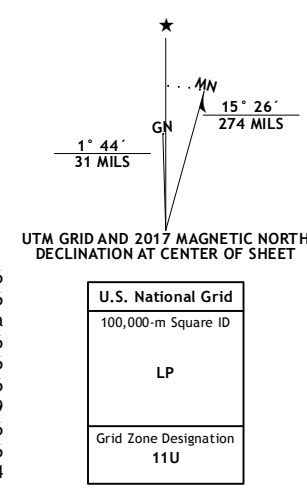 ★
MN
15° 26´
274 MILS
GN
1° 44´
31 MILS
UTM GRID AND 2017 MAGNETIC NORTH
DECLINATION AT CENTER OF SHEET
U.S. National Grid
100,000-m Square ID
LP
Grid Zone Designation
11U